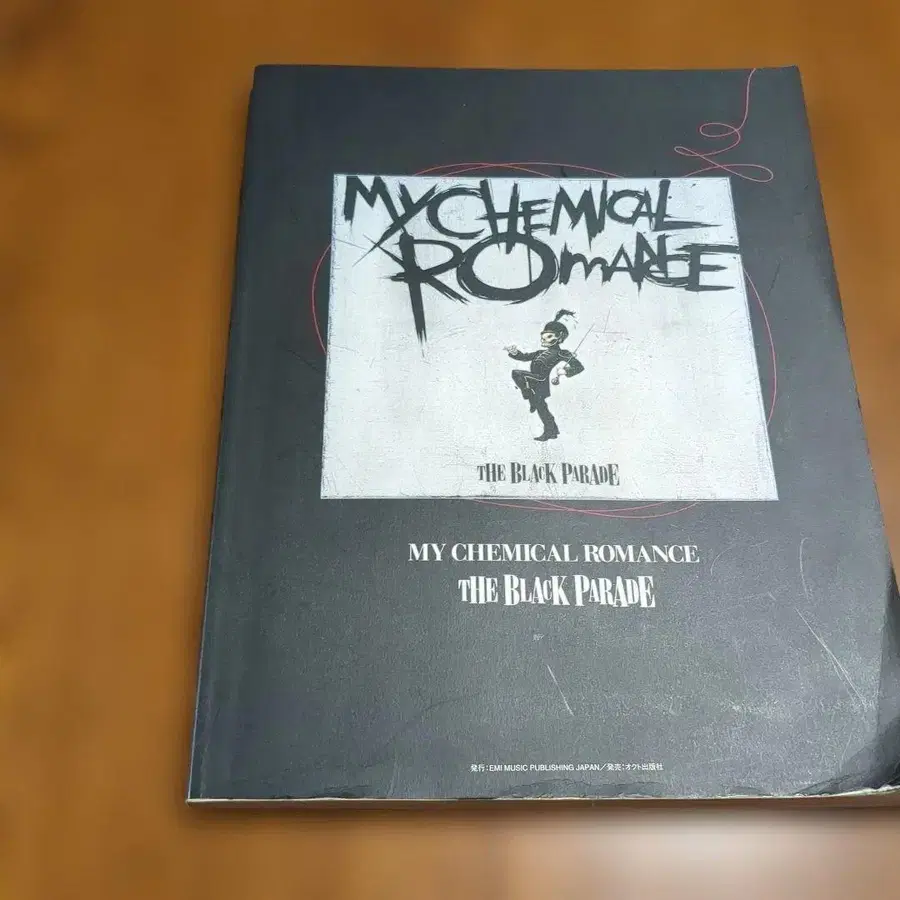 MY CHEMICAL
ROMANCE
THE BLACK PARADE
MY CHEMICAL ROMANCE
THE BLACK PARADE
発行:EMI MUSIC PUBLISHING JAPAN/発売:オクト出版社